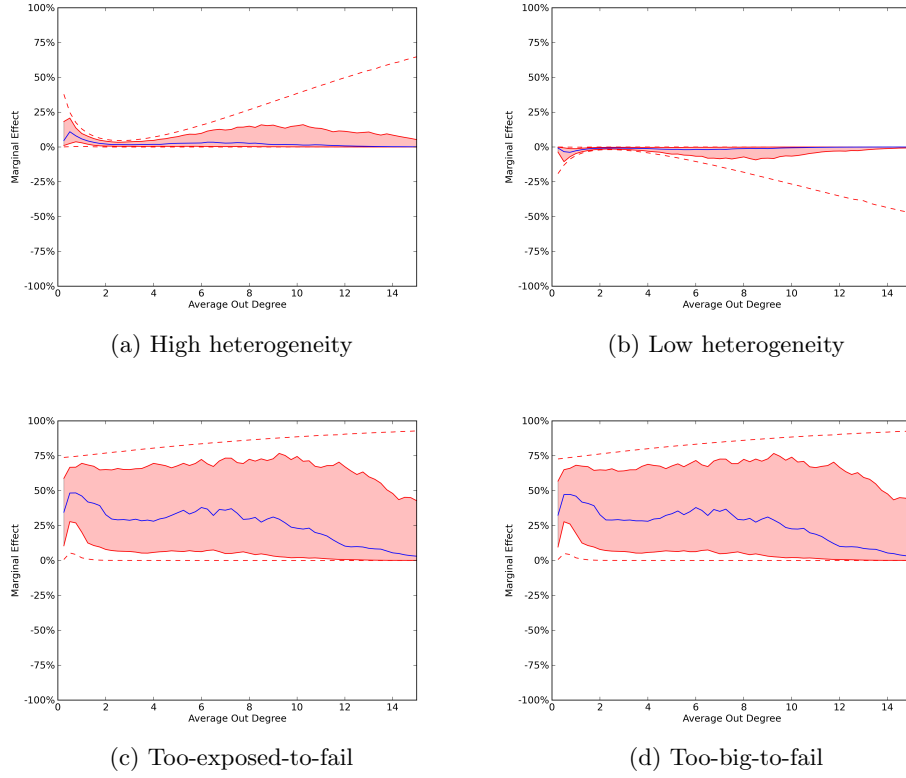 100%
75%
50%
25%
0%
-25%
-50%
-75%
-100%
Marginal Effect
0 2 4 6 8 10 12 14
Average Out Degree
(a) High heterogeneity
100%
75%
50%
25%
0%
-25%
-50%
-75%
-100%
Marginal Effect
0 2 4 6 8 10 12 14
Average Out Degree
(b) Low heterogeneity
100%
75%
50%
25%
0%
-25%
-50%
-75%
-100%
Marginal Effect
0 2 4 6 8 10 12 14
Average Out Degree
(c) Too-exposed-to-fail
100%
75%
50%
25%
0%
-25%
-50%
-75%
-100%
Marginal Effect
0 2 4 6 8 10 12 14
Average Out Degree
(d) Too-big-to-fail